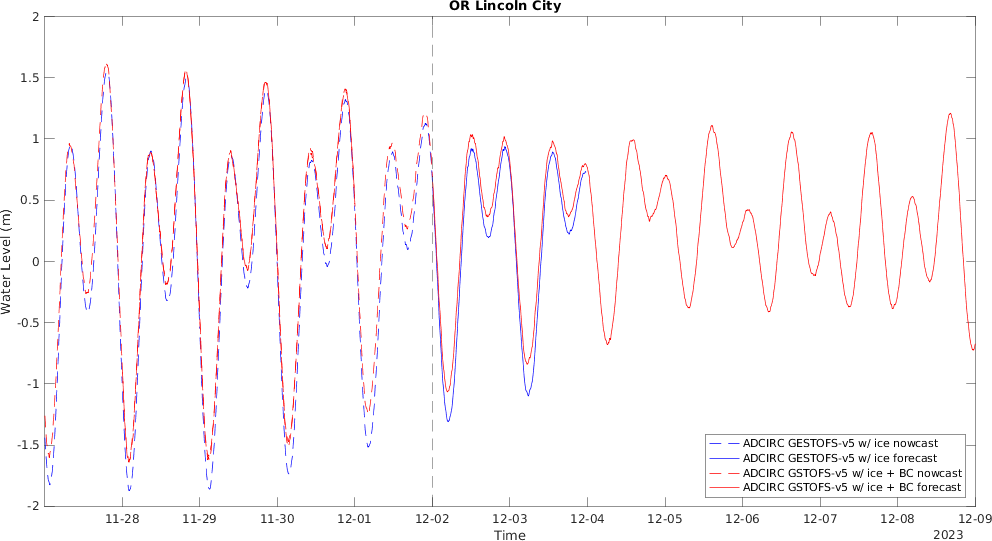 OR Lincoln City
2
1.5
1
0.5
0
-0.5
-1
-1.5
-2
Water Level (m)
11-28 11-29 11-30 12-01 12-02 12-03 12-04 12-05 12-06 12-07 12-08 12-09
Time
2023
ADCIRC GESTOFS-v5 w/ ice nowcast
ADCIRC GESTOFS-v5 w/ ice forecast
ADCIRC GSTOFS-v5 w/ ice + BC nowcast
ADCIRC GSTOFS-v5 w/ ice + BC forecast